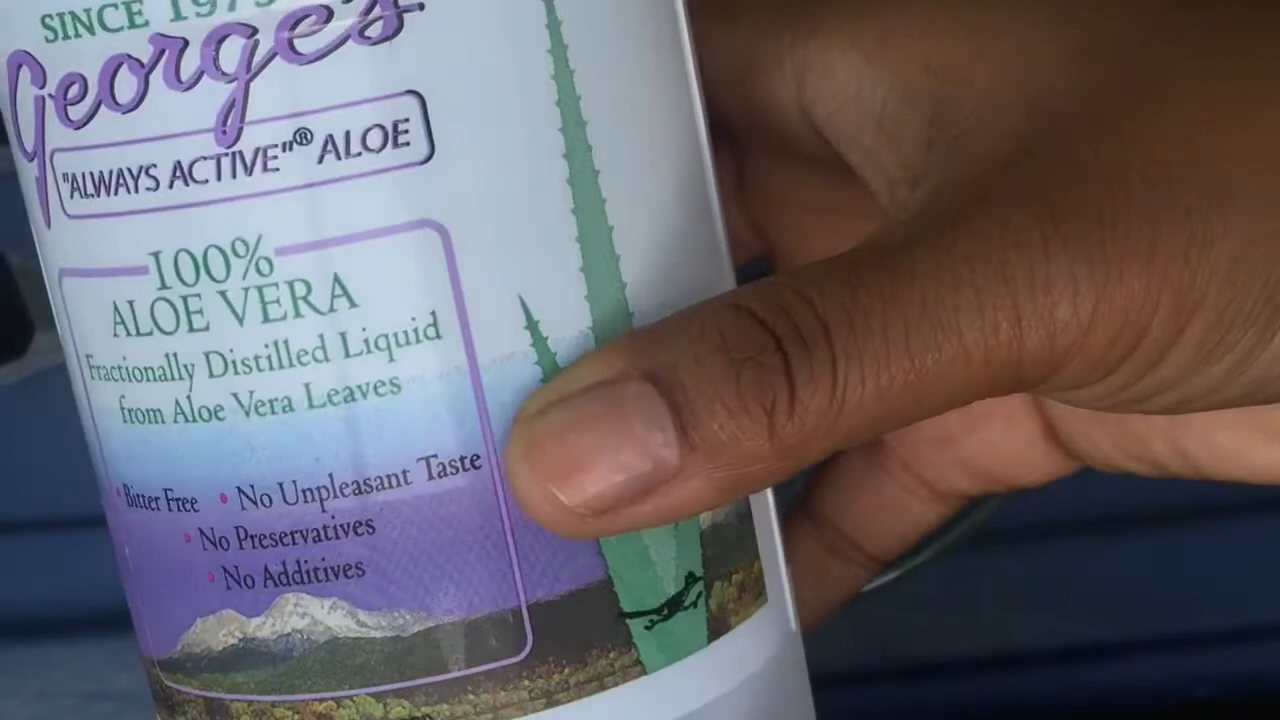 SINCE 1979
George's
"ALWAYS ACTIVE"® ALOE
100%
ALOE VERA
Fractionally Distilled Liquid
from Aloe Vera Leaves
• Bitter Free • No Unpleasant Taste
• No Preservatives
• No Additives